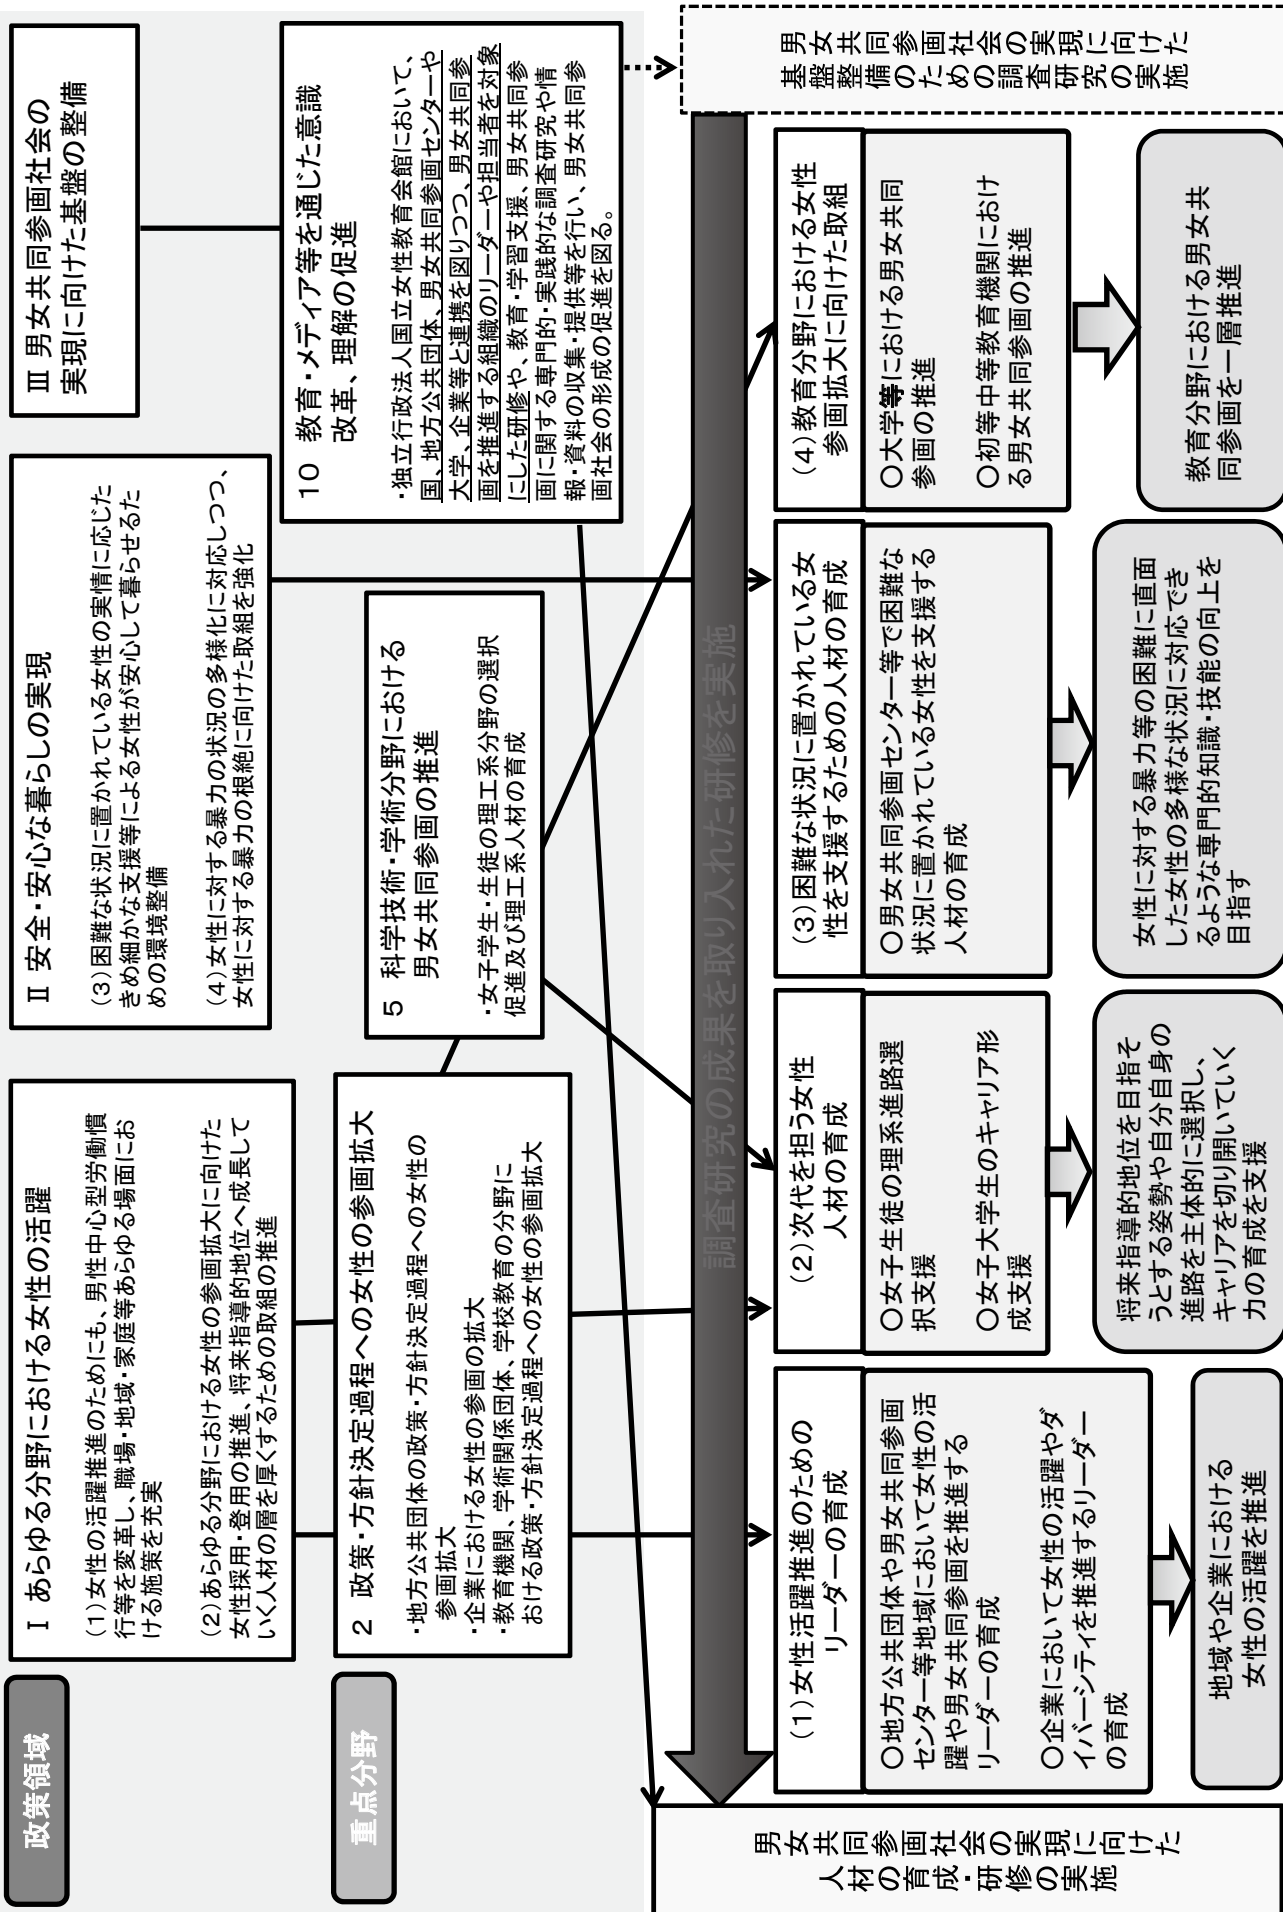 政策領域
Ⅰ あらゆる分野における女性の活躍
（１）女性の活躍推進のためにも、男性中心型労働慣
行等を変革し、職場・地域・家庭等あらゆる場面にお
ける施策を充実
（２）あらゆる分野における女性の参画拡大に向けた
女性採用・登用の推進、将来指導的地位へ成長して
いく人材の層を厚くするための取組の推進
Ⅱ 安全・安心な暮らしの実現
（３）困難な状況に置かれている女性の実情に応じた
きめ細かな支援等による女性が安心して暮らせるた
めの環境整備
（４）女性に対する暴力の状況の多様化に対応しつつ、
女性に対する暴力の根絶に向けた取組を強化
Ⅲ 男女共同参画社会の
実現に向けた基盤の整備
重点分野
２ 政策・方針決定過程への女性の参画拡大
・地方公共団体の政策・方針決定過程への女性の
参画拡大
・企業における女性の参画の拡大
・教育機関、学術関係団体、学校教育の分野に
おける政策・方針決定過程への女性の参画拡大
５ 科学技術・学術分野における
男女共同参画の推進
・女子学生・生徒の理工系分野の選択
促進及び理工系人材の育成
１０ 教育・メディア等を通じた意識
改革、理解の促進
・独立行政法人国立女性教育会館において、
国、地方公共団体、男女共同参画センターや
大学、企業等と連携を図りつつ、男女共同参
画を推進する組織のリーダーや担当者を対象
にした研修や、教育・学習支援、男女共同参
画に関する専門的・実践的な調査研究や情
報・資料の収集・提供等を行い、男女共同参
画社会の形成の促進を図る。
男女共同参画社会の実現に向けた
人材の育成・研修の実施
調査研究の成果を取り入れた研修を実施
男女共同参画社会の実現に向けた
基盤整備のための調査研究の実施
（１）女性活躍推進のための
リーダーの育成
○地方公共団体や男女共同参画
センター等地域において女性の活
躍や男女共同参画を推進する
リーダーの育成
○企業において女性の活躍やダ
イバーシティを推進するリーダー
の育成
地域や企業における
女性の活躍を推進
（２）次代を担う女性
人材の育成
○女子生徒の理系進路選
択支援
○女子大学生のキャリア形
成支援
将来指導的地位を目指そ
うとする姿勢や自分自身の
進路を主体的に選択し、
キャリアを切り開いていく
力の育成を支援
（３）困難な状況に置かれている女
性を支援するための人材の育成
○男女共同参画センター等で困難な
状況に置かれている女性を支援する
人材の育成
女性に対する暴力等の困難に直面
した女性の多様な状況に対応でき
るような専門的知識・技能の向上を
目指す
（４）教育分野における女性
参画拡大に向けた取組
○大学等における男女共同
参画の推進
○初等中等教育機関におけ
る男女共同参画の推進
教育分野における男女共
同参画を一層推進